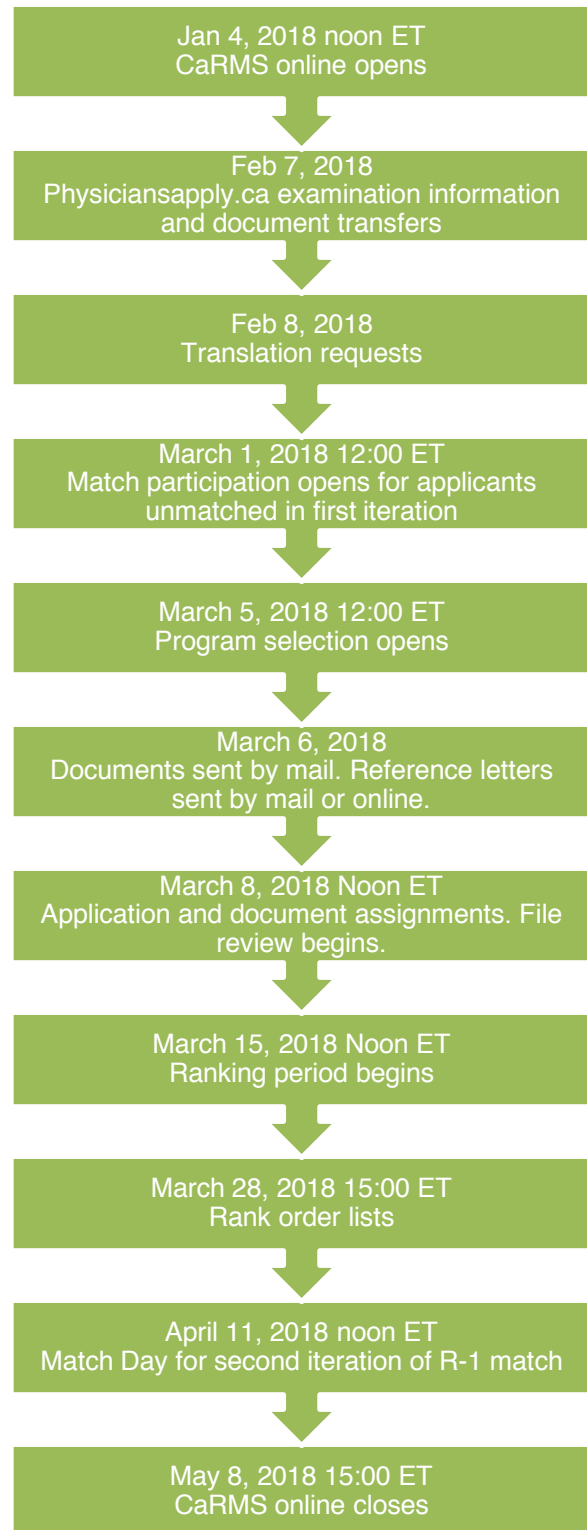 Jan 4, 2018 noon ET
CaRMS online opens
Feb 7, 2018
Physiciansapply.ca examination information
and document transfers
Feb 8, 2018
Translation requests
March 1, 2018 12:00 ET
Match participation opens for applicants
unmatched in first iteration
March 5, 2018 12:00 ET
Program selection opens
March 6, 2018
Documents sent by mail. Reference letters
sent by mail or online.
March 8, 2018 Noon ET
Application and document assignments. File
review begins.
March 15, 2018 Noon ET
Ranking period begins
March 28, 2018 15:00 ET
Rank order lists
April 11, 2018 noon ET
Match Day for second iteration of R-1 match
May 8, 2018 15:00 ET
CaRMS online closes